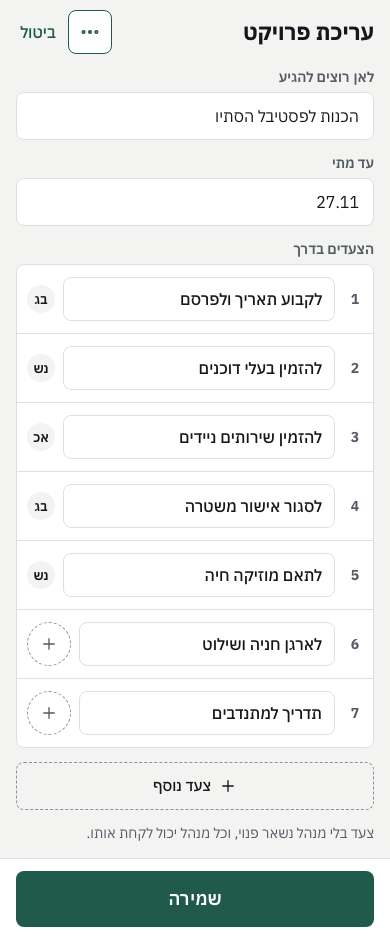 עריכת פרויקט
ביטול
לאן רוצים להגיע
הכנות לפסטיבל הסתיו
עד מתי
27.11
הצעדים בדרך
1 לקבוע תאריך ולפרסם בג
2 להזמין בעלי דוכנים נש
3 להזמין שירותים ניידים אכ
4 לסגור אישור משטרה בג
5 לתאם מוזיקה חיה נש
6 לארגן חניה ושילוט +
7 תדריך למתנדבים +
+ צעד נוסף
צעד בלי מנהל נשאר פנוי, וכל מנהל יכול לקחת אותו.
שמירה